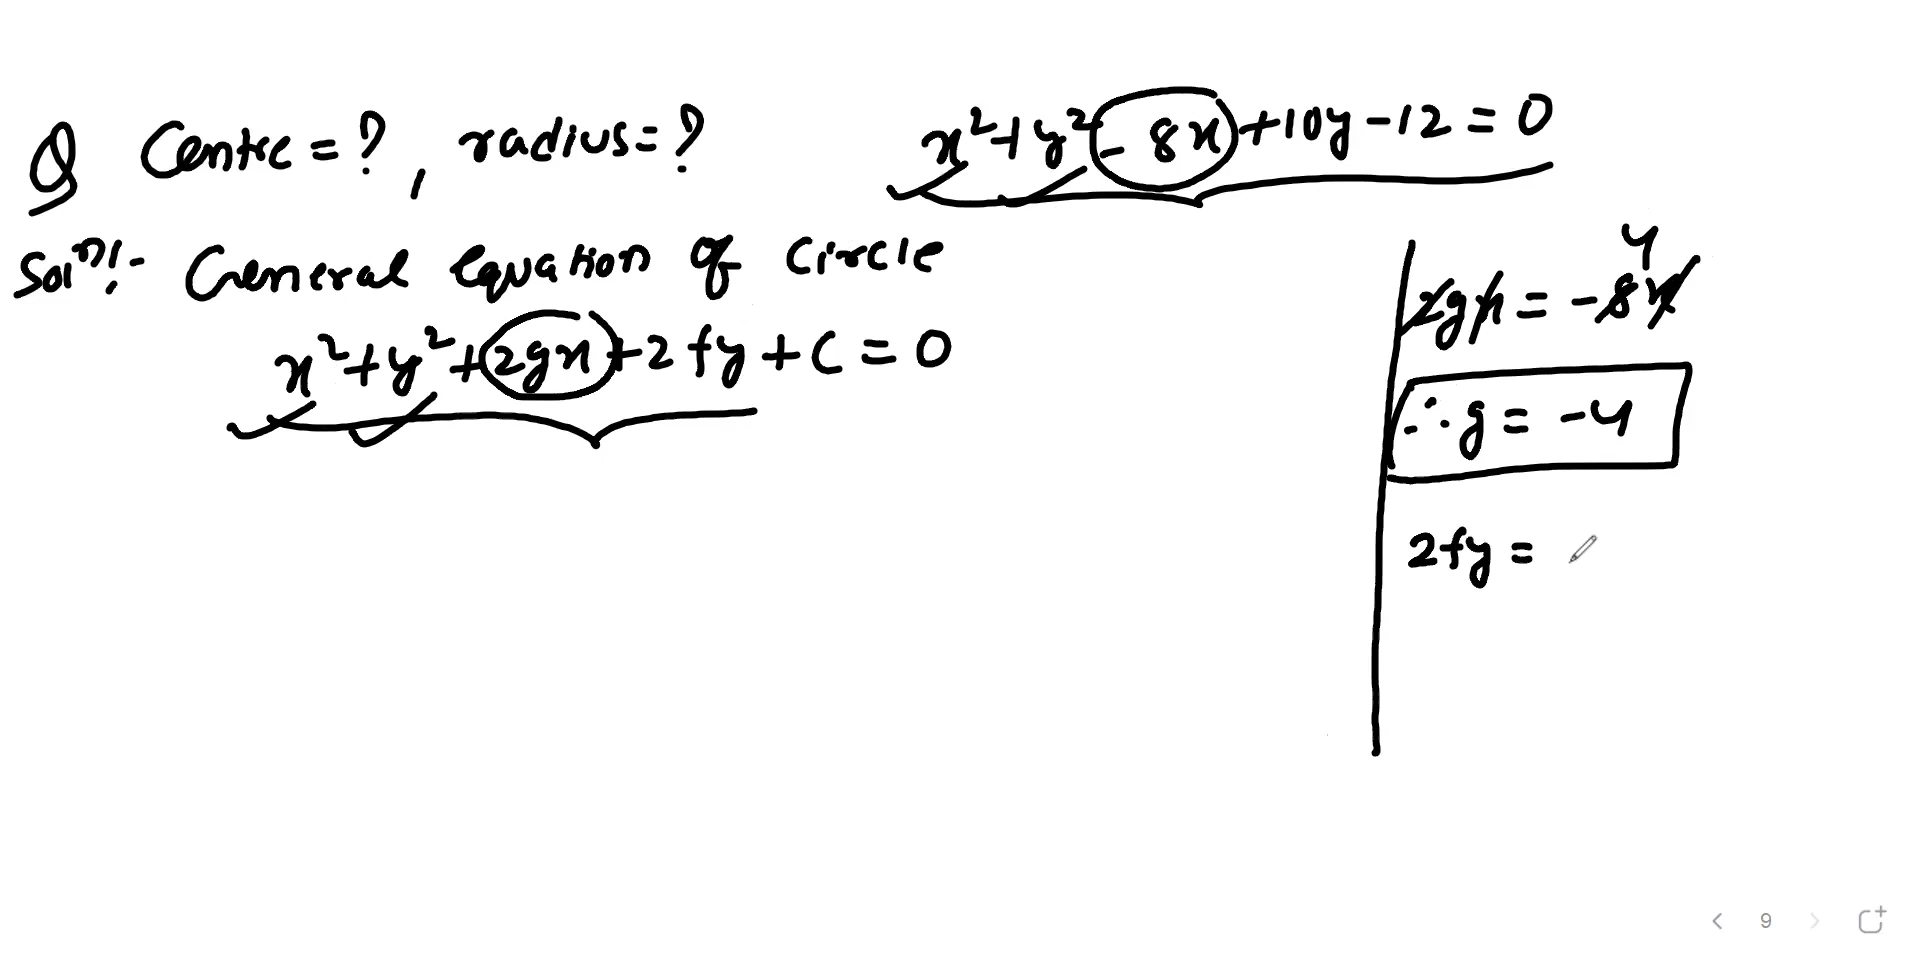 Q Centre = ? , radius = ? x²+y² - 8x +10y -12 = 0
Solⁿ!:- General equation of circle
x²+y²+2gx+2fy+C = 0
4
2gx = -8x
∴ g = -4
2fy =
9